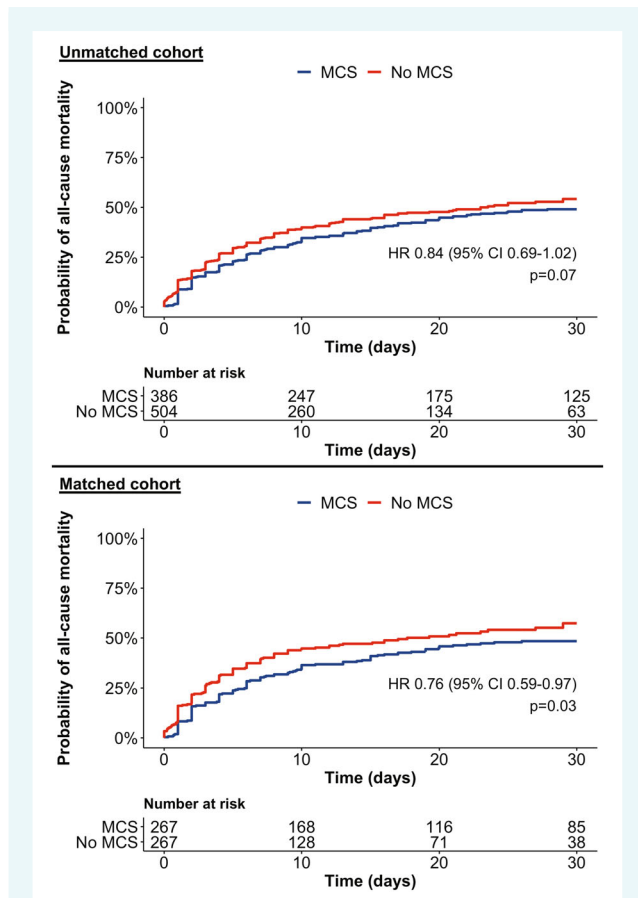 Unmatched cohort
MCS No MCS
Probability of all-cause mortality
100%
75%
50%
25%
0%
HR 0.84 (95% CI 0.69-1.02)
p=0.07
0 10 20 30
Time (days)
Number at risk
MCS 386 247 175 125
No MCS 504 260 134 63
0 10 20 30
Time (days)
Matched cohort
MCS No MCS
Probability of all-cause mortality
100%
75%
50%
25%
0%
HR 0.76 (95% CI 0.59-0.97)
p=0.03
0 10 20 30
Time (days)
Number at risk
MCS 267 168 116 85
No MCS 267 128 71 38
0 10 20 30
Time (days)